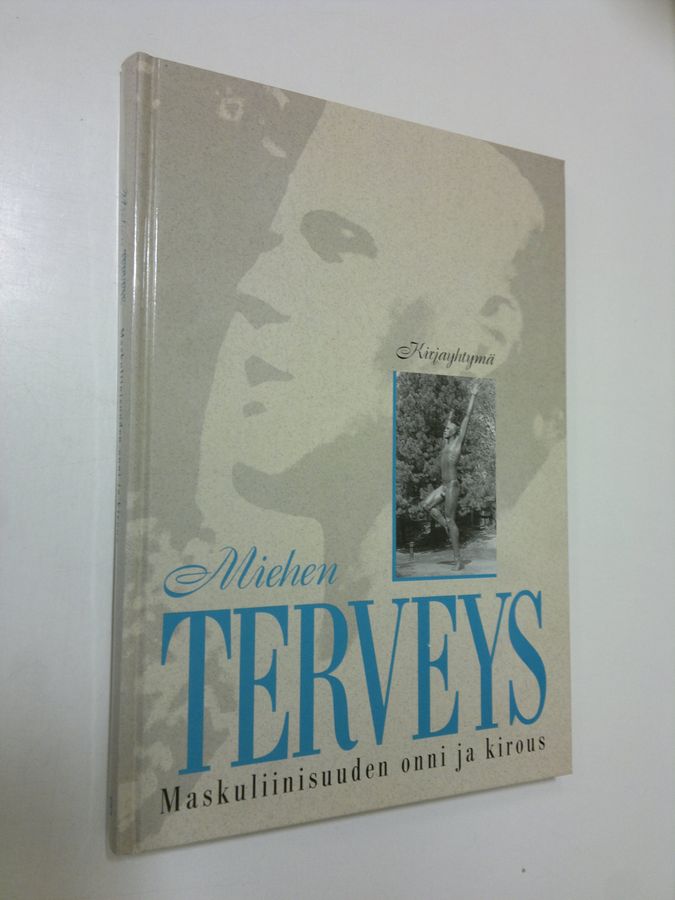 Kirjayhtymä
Miehen
TERVEYS
Maskuliinisuuden onni ja kirous